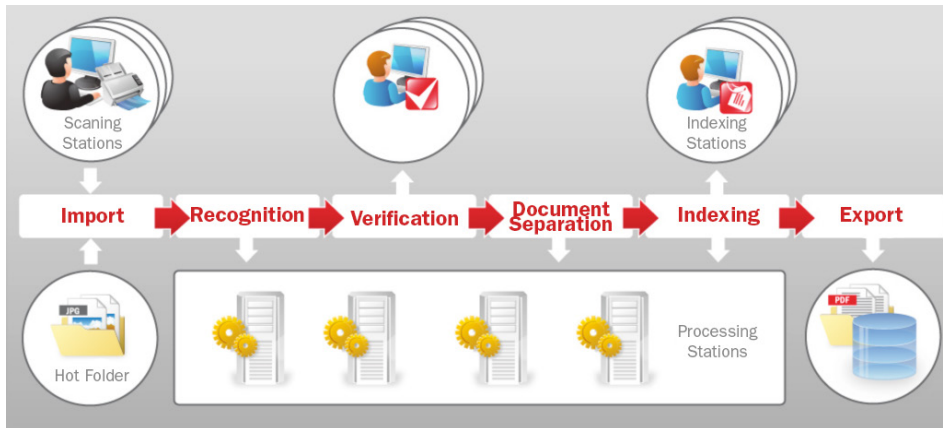 Scaning
Stations
Indexing
Stations
Import
Recognition
Verification
Document
Separation
Indexing
Export
JPG
Hot Folder
Processing
Stations
PDF